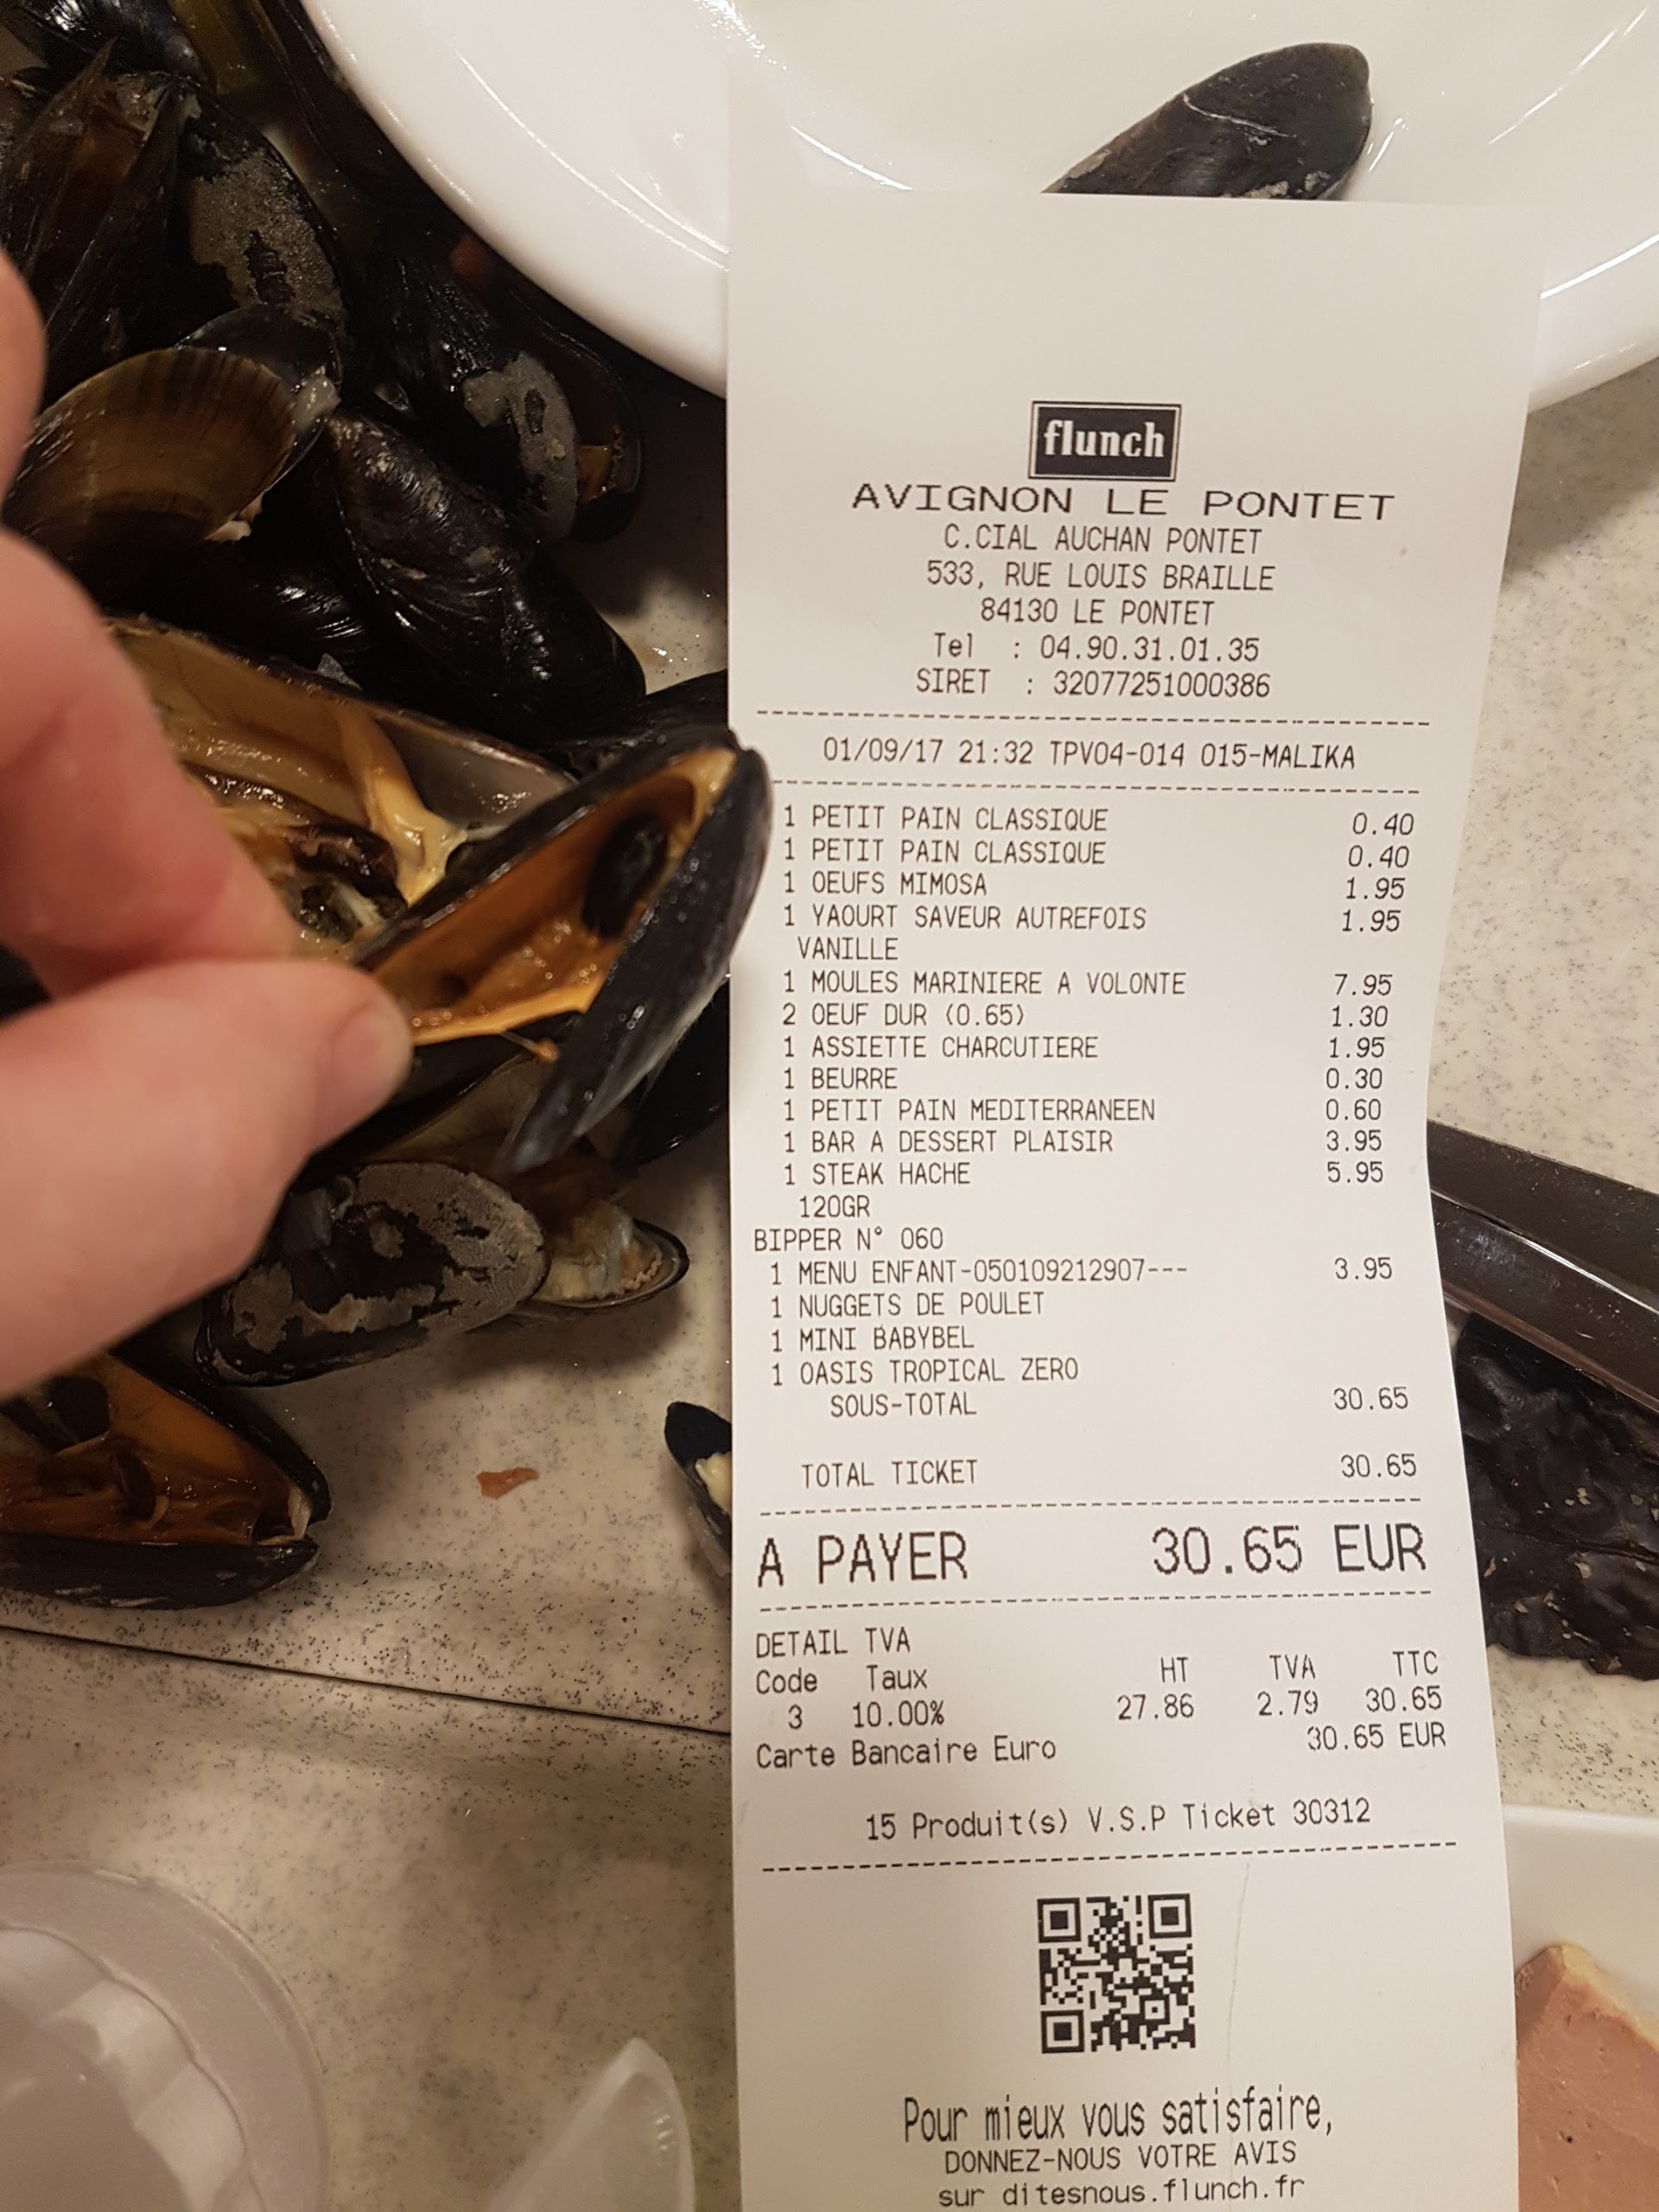 flunch
AVIGNON LE PONTET
C.CIAL AUCHAN PONTET
533, RUE LOUIS BRAILLE
84130 LE PONTET
Tel : 04.90.31.01.35
SIRET : 32077251000386
01/09/17 21:32 TPV04-014 015-MALIKA
1 PETIT PAIN CLASSIQUE 0.40
1 PETIT PAIN CLASSIQUE 0.40
1 OEUFS MIMOSA 1.95
1 YAOURT SAVEUR AUTREFOIS 1.95
VANILLE
1 MOULES MARINIERE A VOLONTE 7.95
2 OEUF DUR (0.65) 1.30
1 ASSIETTE CHARCUTIERE 1.95
1 BEURRE 0.30
1 PETIT PAIN MEDITERRANEEN 0.60
1 BAR A DESSERT PLAISIR 3.95
1 STEAK HACHE 5.95
120GR
BIPPER N° 060
1 MENU ENFANT-050109212907--- 3.95
1 NUGGETS DE POULET
1 MINI BABYBEL
1 OASIS TROPICAL ZERO
SOUS-TOTAL 30.65
TOTAL TICKET 30.65
A PAYER 30.65 EUR
DETAIL TVA
Code Taux HT TVA TTC
3 10.00% 27.86 2.79 30.65
Carte Bancaire Euro 30.65 EUR
15 Produit(s) V.S.P Ticket 30312
Pour mieux vous satisfaire,
DONNEZ-NOUS VOTRE AVIS
sur ditesnous.flunch.fr